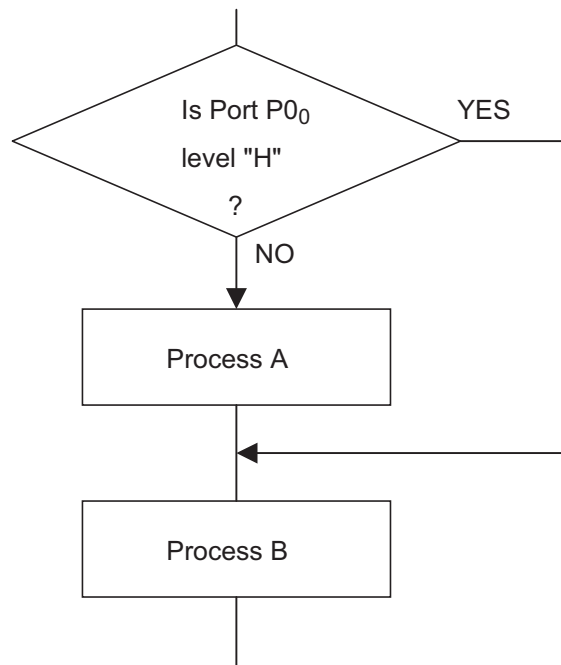 Is Port P0₀
level "H"
?
YES
NO
Process A
Process B